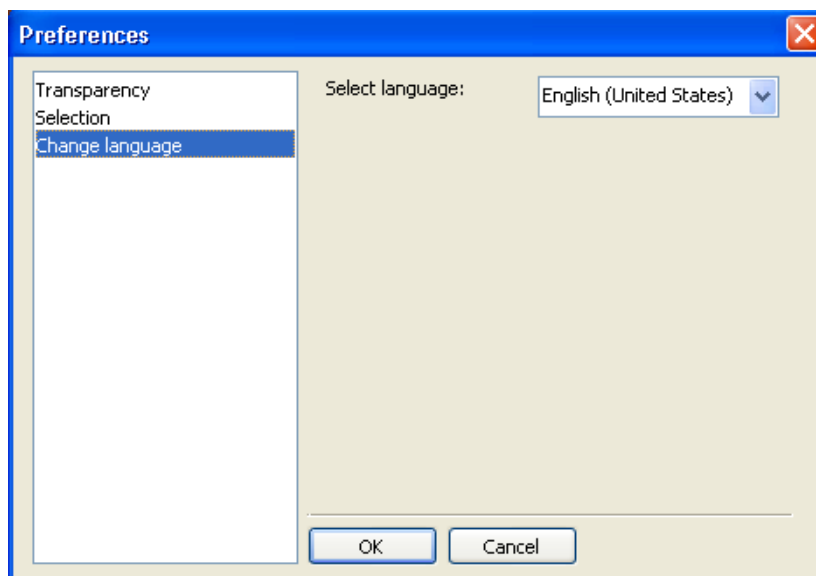 Preferences
Transparency
Selection
Change language
Select language:
English (United States)
OK
Cancel